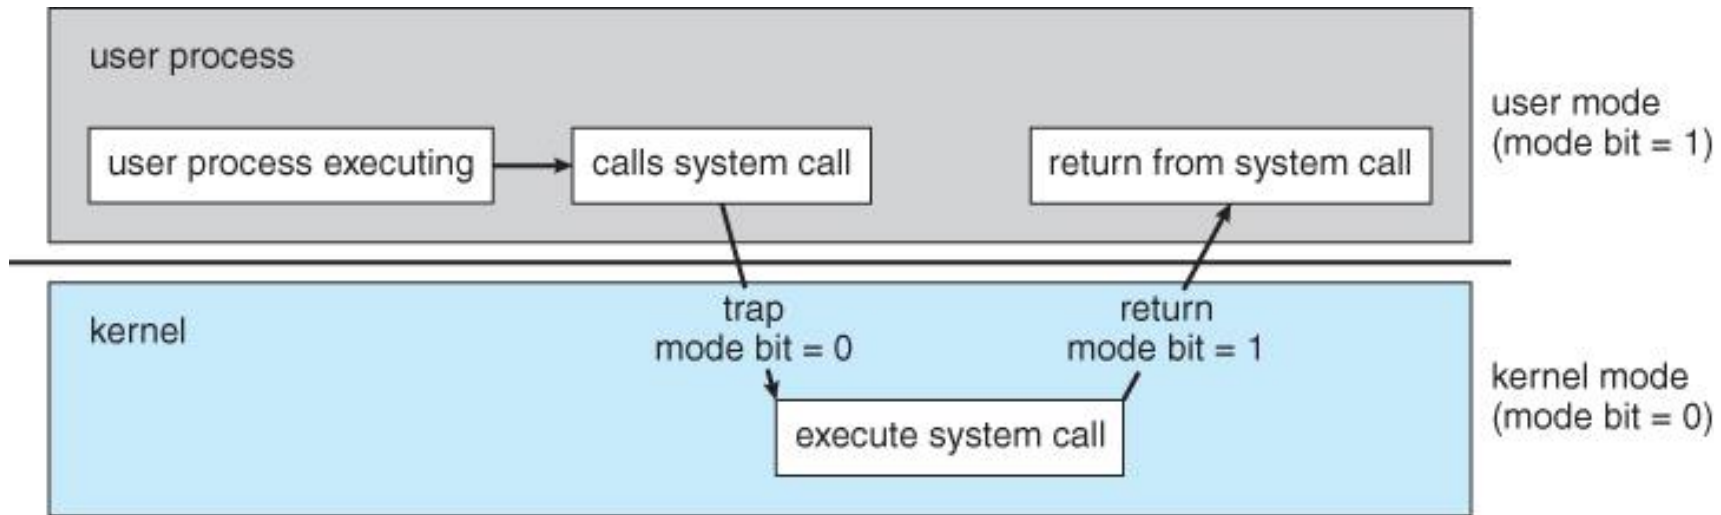 user process
user process executing
calls system call
return from system call
user mode
(mode bit = 1)
kernel
trap
mode bit = 0
return
mode bit = 1
execute system call
kernel mode
(mode bit = 0)